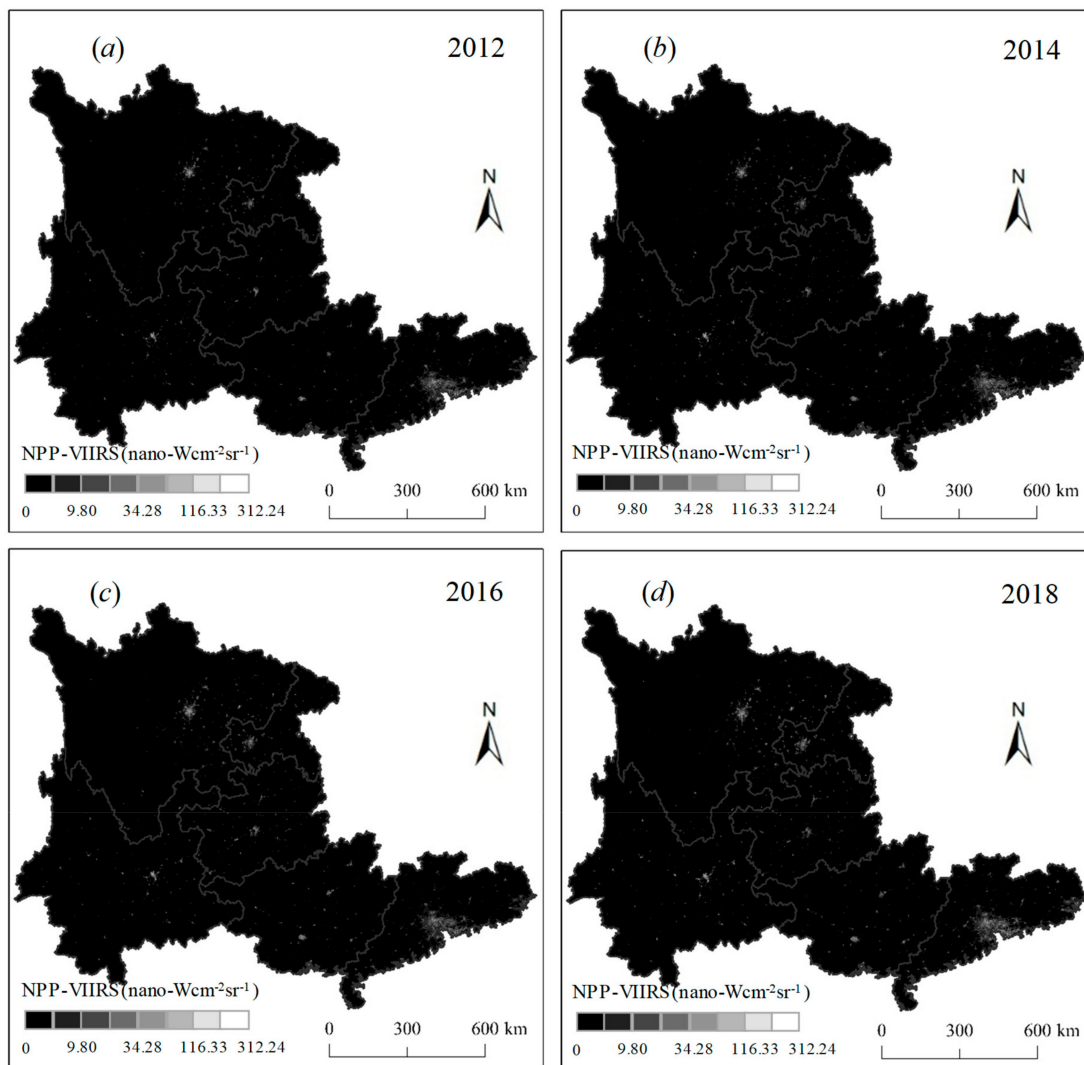 (a) 2012
N
NPP-VIIRS(nano-Wcm⁻²sr⁻¹)
0 9.80 34.28 116.33 312.24
0 300 600 km
(b) 2014
N
NPP-VIIRS(nano-Wcm⁻²sr⁻¹)
0 9.80 34.28 116.33 312.24
0 300 600 km
(c) 2016
N
NPP-VIIRS(nano-Wcm⁻²sr⁻¹)
0 9.80 34.28 116.33 312.24
0 300 600 km
(d) 2018
N
NPP-VIIRS(nano-Wcm⁻²sr⁻¹)
0 9.80 34.28 116.33 312.24
0 300 600 km